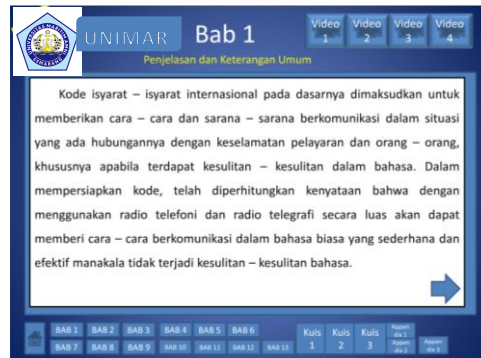 UNIMAR
Bab 1
Video 1
Video 2
Video 3
Video 4
Penjelasan dan Keterangan Umum
Kode isyarat – isyarat internasional pada dasarnya dimaksudkan untuk
memberikan cara – cara dan sarana – sarana berkomunikasi dalam situasi
yang ada hubungannya dengan keselamatan pelayaran dan orang – orang,
khususnya apabila terdapat kesulitan – kesulitan dalam bahasa. Dalam
mempersiapkan kode, telah diperhitungkan kenyataan bahwa dengan
menggunakan radio telefoni dan radio telegrafi secara luas akan dapat
memberi cara – cara berkomunikasi dalam bahasa biasa yang sederhana dan
efektif manakala tidak terjadi kesulitan – kesulitan bahasa.
BAB 1 BAB 2 BAB 3 BAB 4 BAB 5 BAB 6
BAB 7 BAB 8 BAB 9 BAB 10 BAB 11 BAB 12 BAB 13
Kuis 1
Kuis 2
Kuis 3
Appendix 1
Appendix 2
Appendix 3